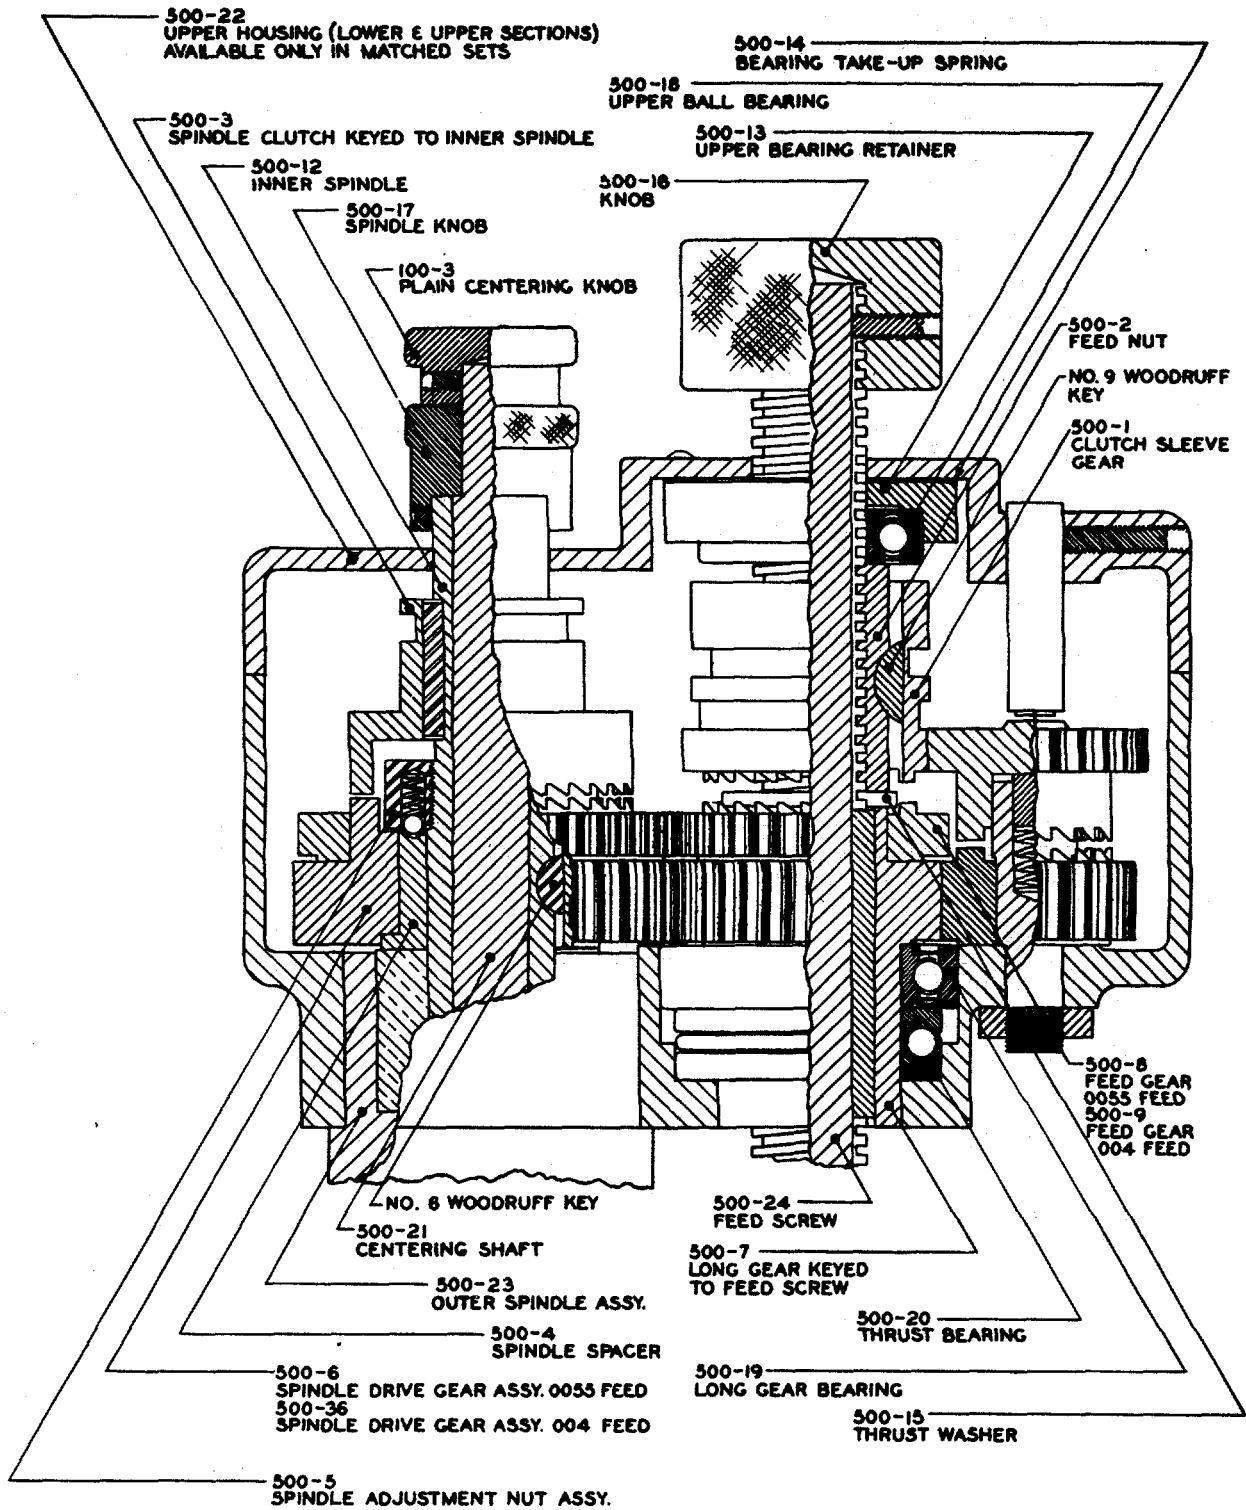 500-22
UPPER HOUSING (LOWER & UPPER SECTIONS)
AVAILABLE ONLY IN MATCHED SETS
500-3
SPINDLE CLUTCH KEYED TO INNER SPINDLE
500-12
INNER SPINDLE
500-17
SPINDLE KNOB
100-3
PLAIN CENTERING KNOB
500-14
BEARING TAKE-UP SPRING
500-18
UPPER BALL BEARING
500-13
UPPER BEARING RETAINER
500-16
KNOB
500-2
FEED NUT
NO. 9 WOODRUFF
KEY
500-1
CLUTCH SLEEVE
GEAR
500-8
FEED GEAR
0055 FEED
500-9
FEED GEAR
004 FEED
NO. 6 WOODRUFF KEY
500-21
CENTERING SHAFT
500-23
OUTER SPINDLE ASSY.
500-4
SPINDLE SPACER
500-6
SPINDLE DRIVE GEAR ASSY. 0055 FEED
500-36
SPINDLE DRIVE GEAR ASSY. 004 FEED
500-5
SPINDLE ADJUSTMENT NUT ASSY.
500-24
FEED SCREW
500-7
LONG GEAR KEYED
TO FEED SCREW
500-20
THRUST BEARING
500-19
LONG GEAR BEARING
500-15
THRUST WASHER